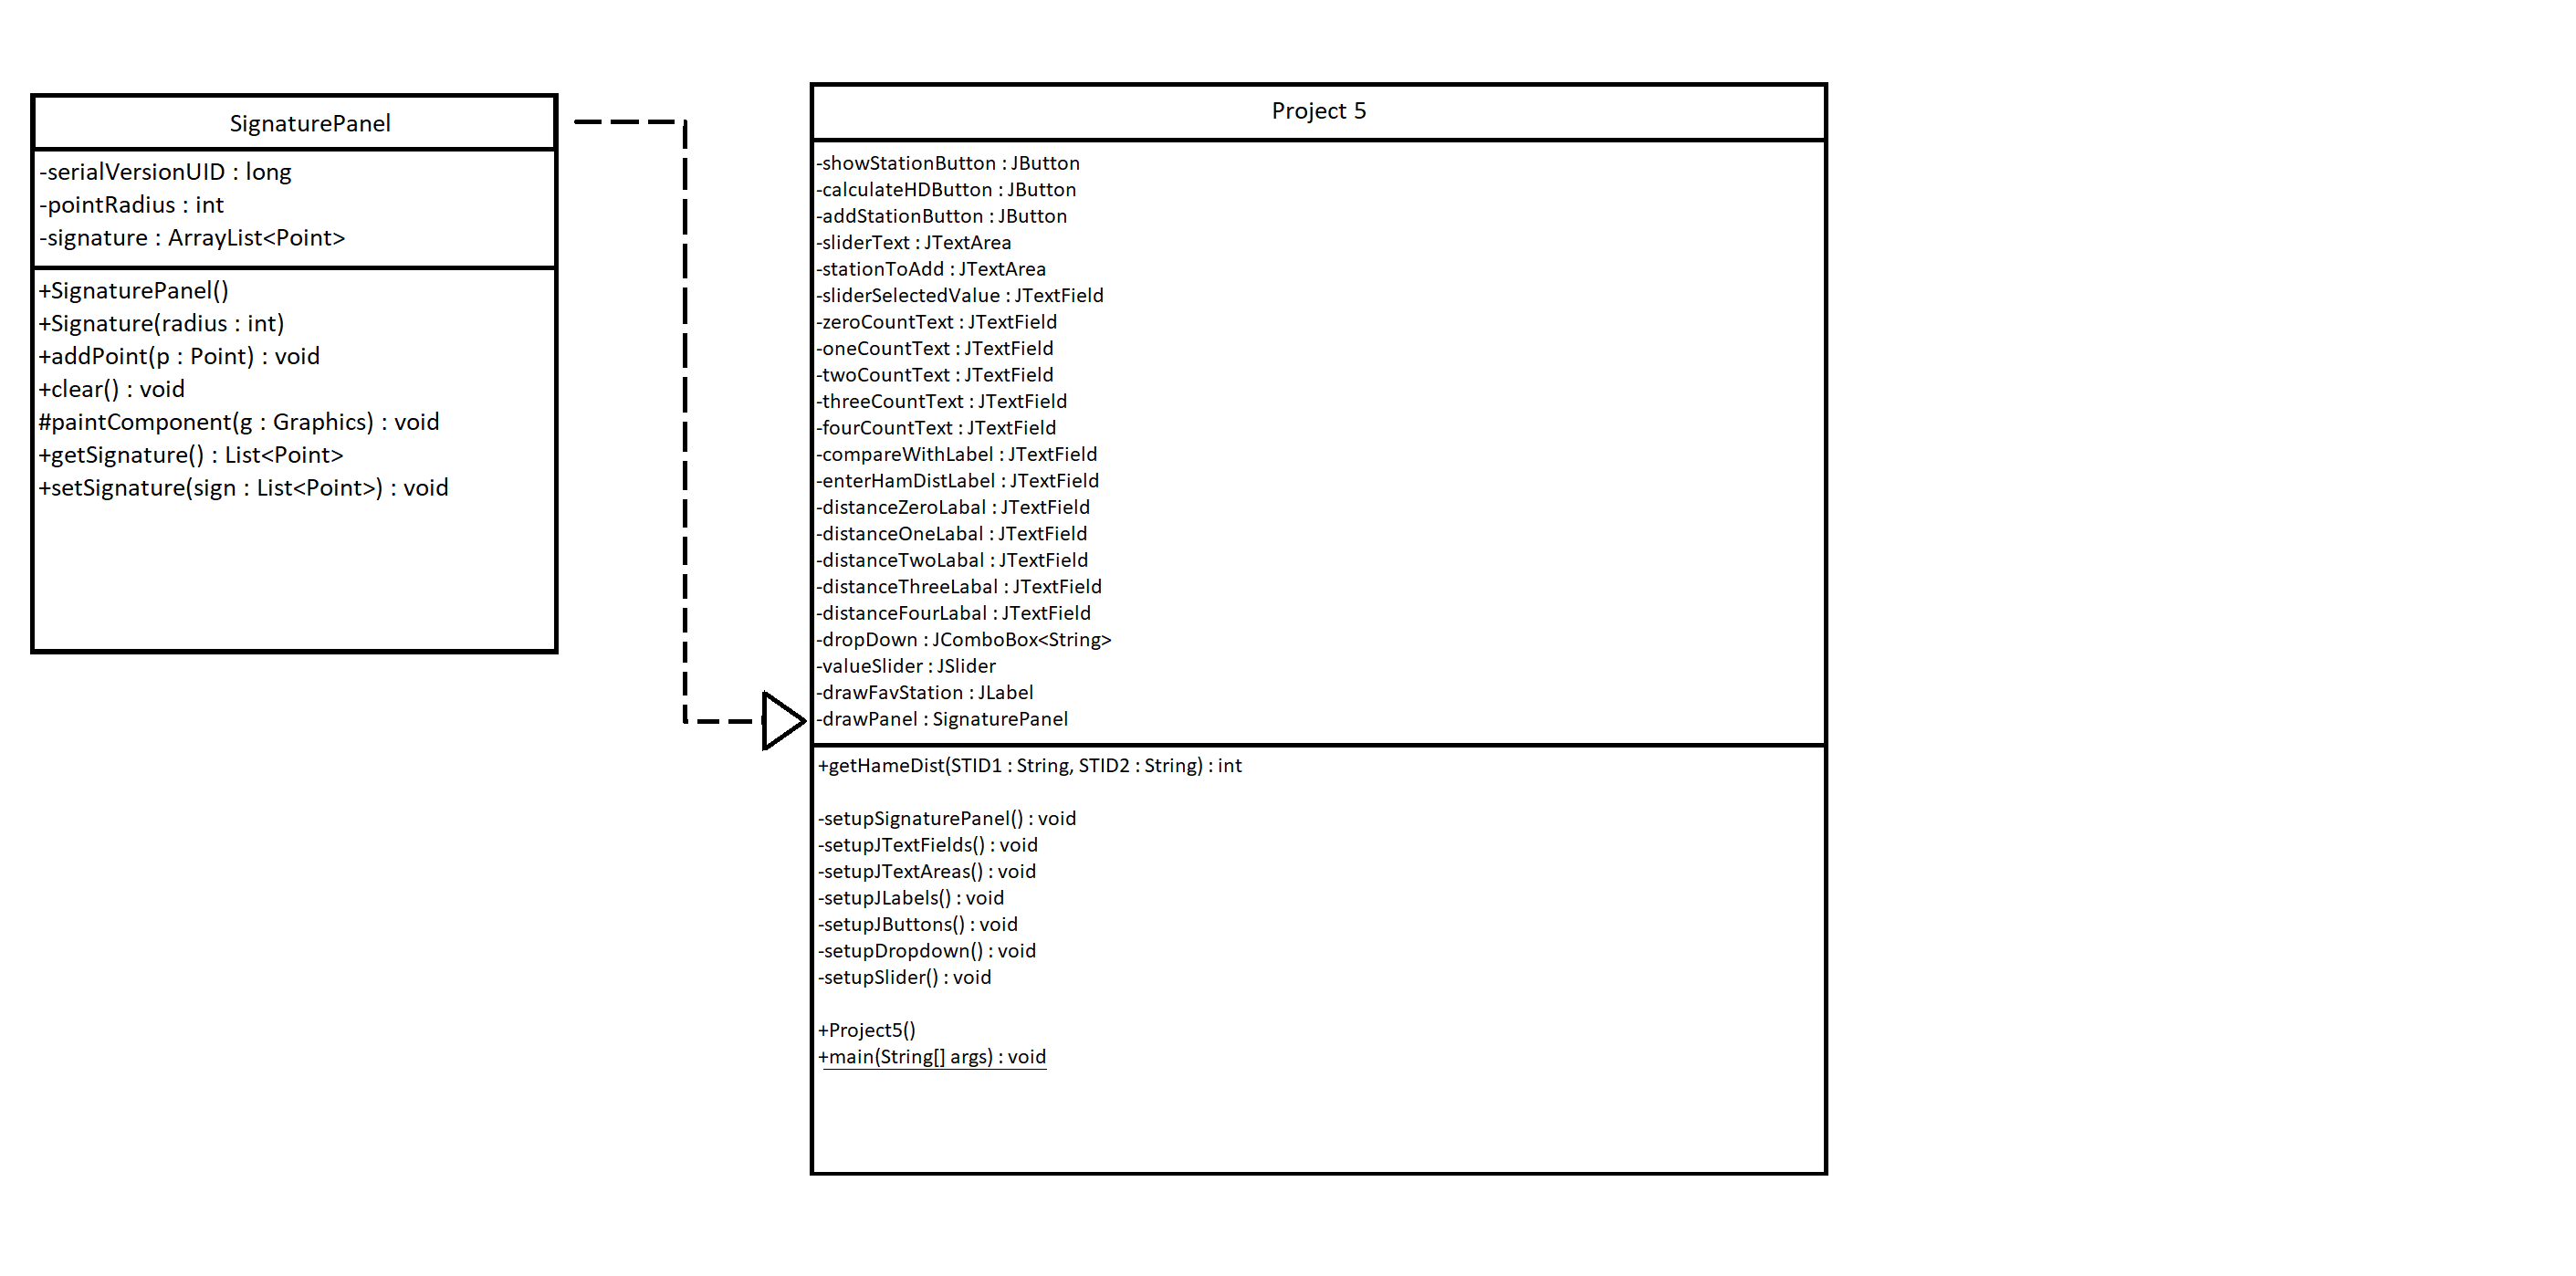 SignaturePanel
-serialVersionUID : long
-pointRadius : int
-signature : ArrayList<Point>
+SignaturePanel()
+Signature(radius : int)
+addPoint(p : Point) : void
+clear() : void
#paintComponent(g : Graphics) : void
+getSignature() : List<Point>
+setSignature(sign : List<Point>) : void
Project 5
-showStationButton : JButton
-calculateHDButton : JButton
-addStationButton : JButton
-sliderText : JTextArea
-stationToAdd : JTextArea
-sliderSelectedValue : JTextField
-zeroCountText : JTextField
-oneCountText : JTextField
-twoCountText : JTextField
-threeCountText : JTextField
-fourCountText : JTextField
-compareWithLabel : JTextField
-enterHamDistLabel : JTextField
-distanceZeroLabal : JTextField
-distanceOneLabal : JTextField
-distanceTwoLabal : JTextField
-distanceThreeLabal : JTextField
-distanceFourLabal : JTextField
-dropDown : JComboBox<String>
-valueSlider : JSlider
-drawFavStation : JLabel
-drawPanel : SignaturePanel
+getHameDist(STID1 : String, STID2 : String) : int
-setupSignaturePanel() : void
-setupJTextFields() : void
-setupJTextAreas() : void
-setupJLabels() : void
-setupJButtons() : void
-setupDropdown() : void
-setupSlider() : void
+Project5()
+main(String[] args) : void